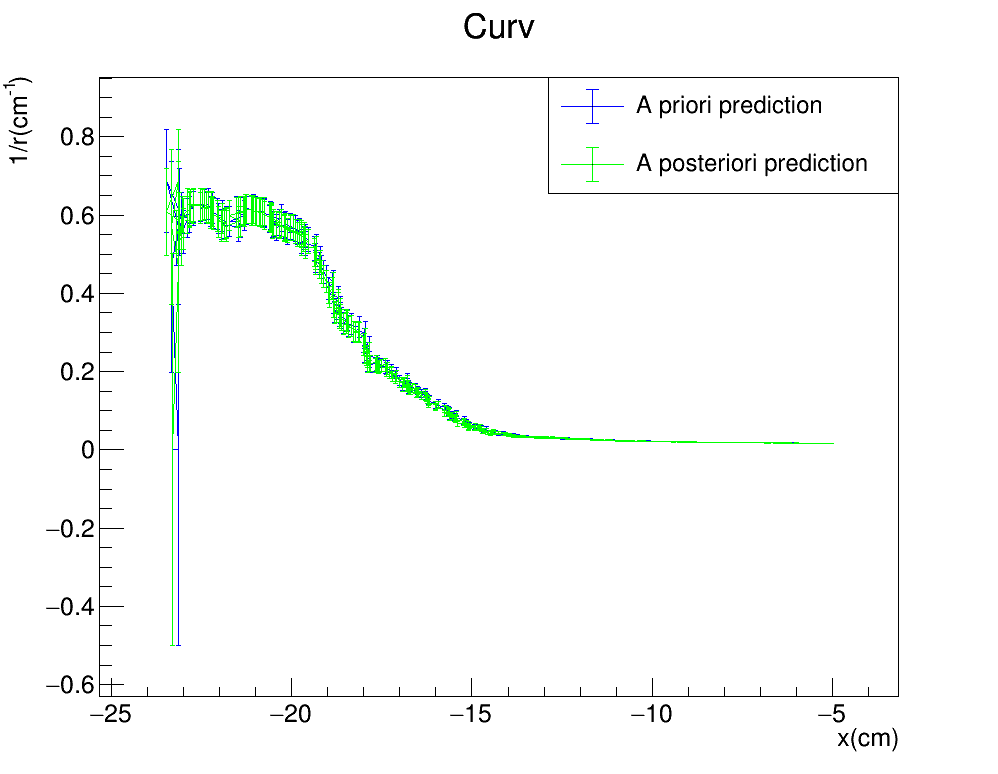 Curv
1/r(cm-1)
A priori prediction
A posteriori prediction
0.8
0.6
0.4
0.2
0
−0.2
−0.4
−0.6
−25 −20 −15 −10 −5
x(cm)